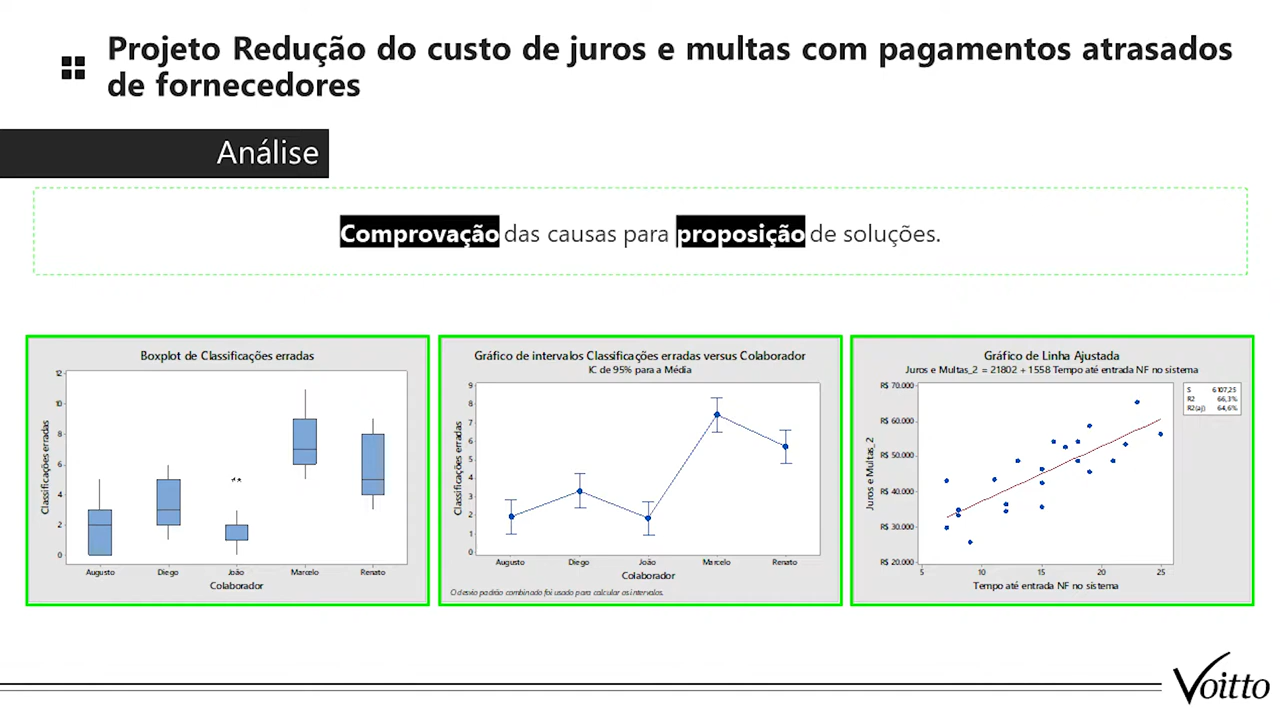 Projeto Redução do custo de juros e multas com pagamentos atrasados
de fornecedores
Análise
Comprovação das causas para proposição de soluções.
Boxplot de Classificações erradas
Classificações erradas
12
10
8
6
4
2
0
**
Augusto Diego João Marcelo Renato
Colaborador
Gráfico de intervalos Classificações erradas versus Colaborador
IC de 95% para a Média
Classificações erradas
9
8
7
6
5
4
3
2
1
0
Augusto Diego João Marcelo Renato
Colaborador
O desvio padrão combinado foi usado para calcular os intervalos.
Gráfico de Linha Ajustada
Juros e Multas_2 = 21802 + 1558 Tempo até entrada NF no sistema
Juros e Multas_2
R$ 70.000
R$ 60.000
R$ 50.000
R$ 40.000
R$ 30.000
R$ 20.000
S 6107,25
R2 66,3%
R2(aj) 64,6%
5 10 15 20 25
Tempo até entrada NF no sistema
Voitto